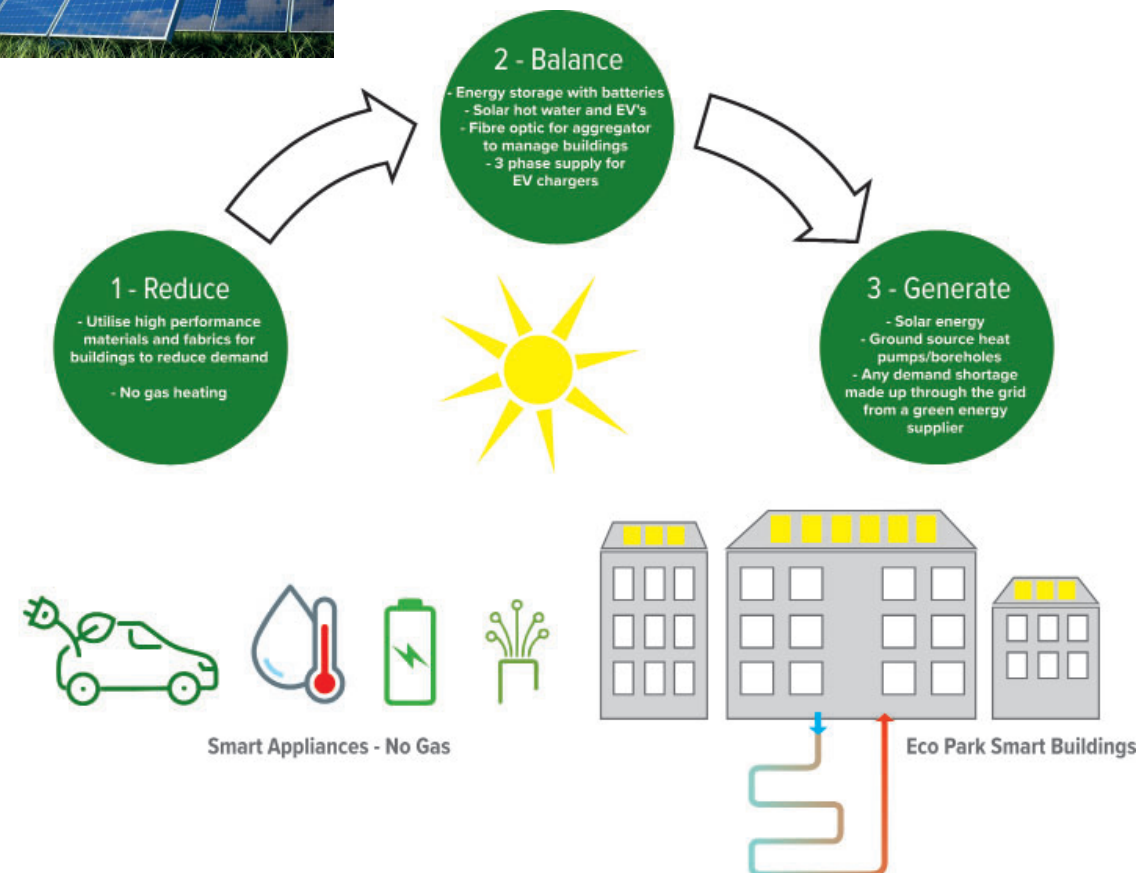 2 - Balance
- Energy storage with batteries
- Solar hot water and EV's
- Fibre optic for aggregator
to manage buildings
- 3 phase supply for
EV chargers
1 - Reduce
- Utilise high performance
materials and fabrics for
buildings to reduce demand
- No gas heating
3 - Generate
- Solar energy
- Ground source heat
pumps/boreholes
- Any demand shortage
made up through the grid
from a green energy
supplier
Smart Appliances - No Gas
Eco Park Smart Buildings